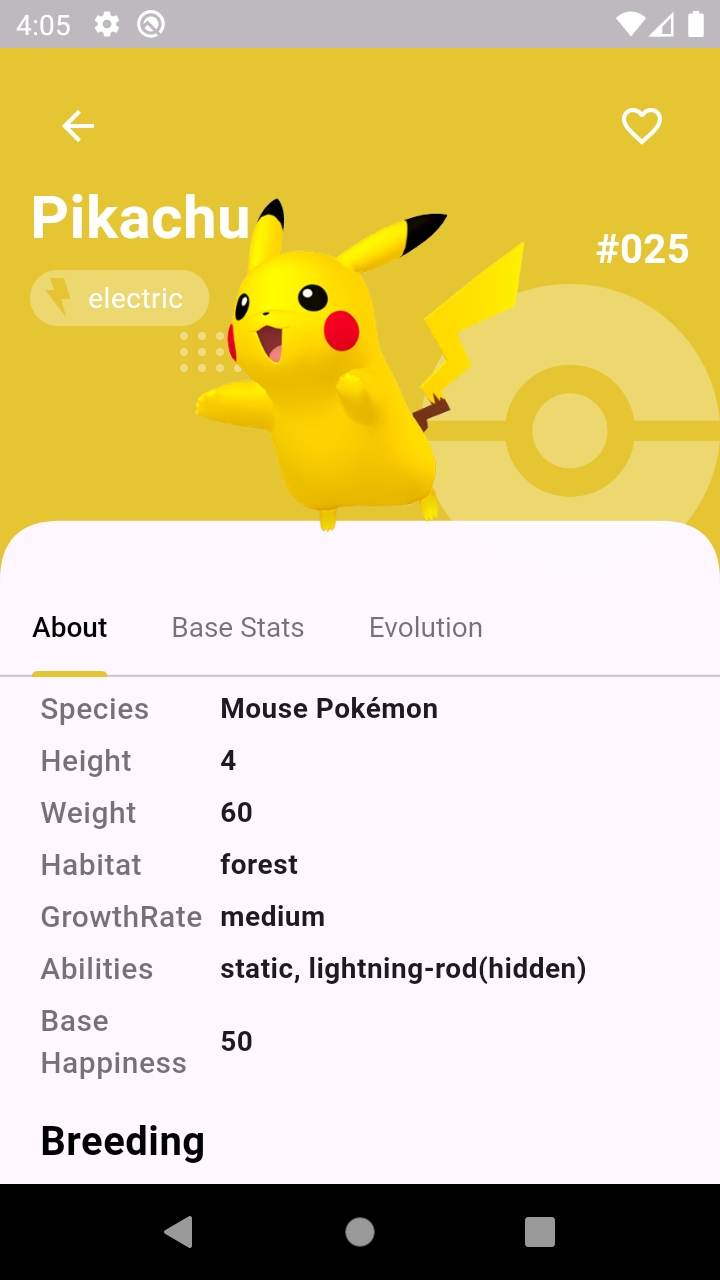 4:05
Pikachu
#025
electric
About Base Stats Evolution
Species Mouse Pokémon
Height 4
Weight 60
Habitat forest
GrowthRate medium
Abilities static, lightning-rod(hidden)
Base
Happiness 50
Breeding